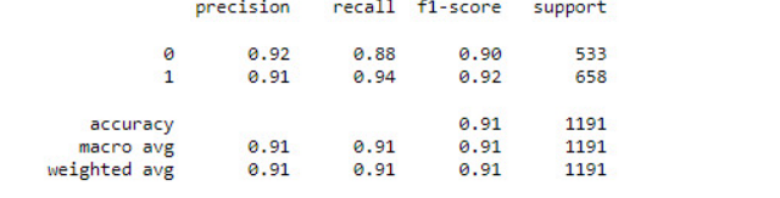 precision recall f1-score support
0 0.92 0.88 0.90 533
1 0.91 0.94 0.92 658
accuracy 0.91 1191
macro avg 0.91 0.91 0.91 1191
weighted avg 0.91 0.91 0.91 1191